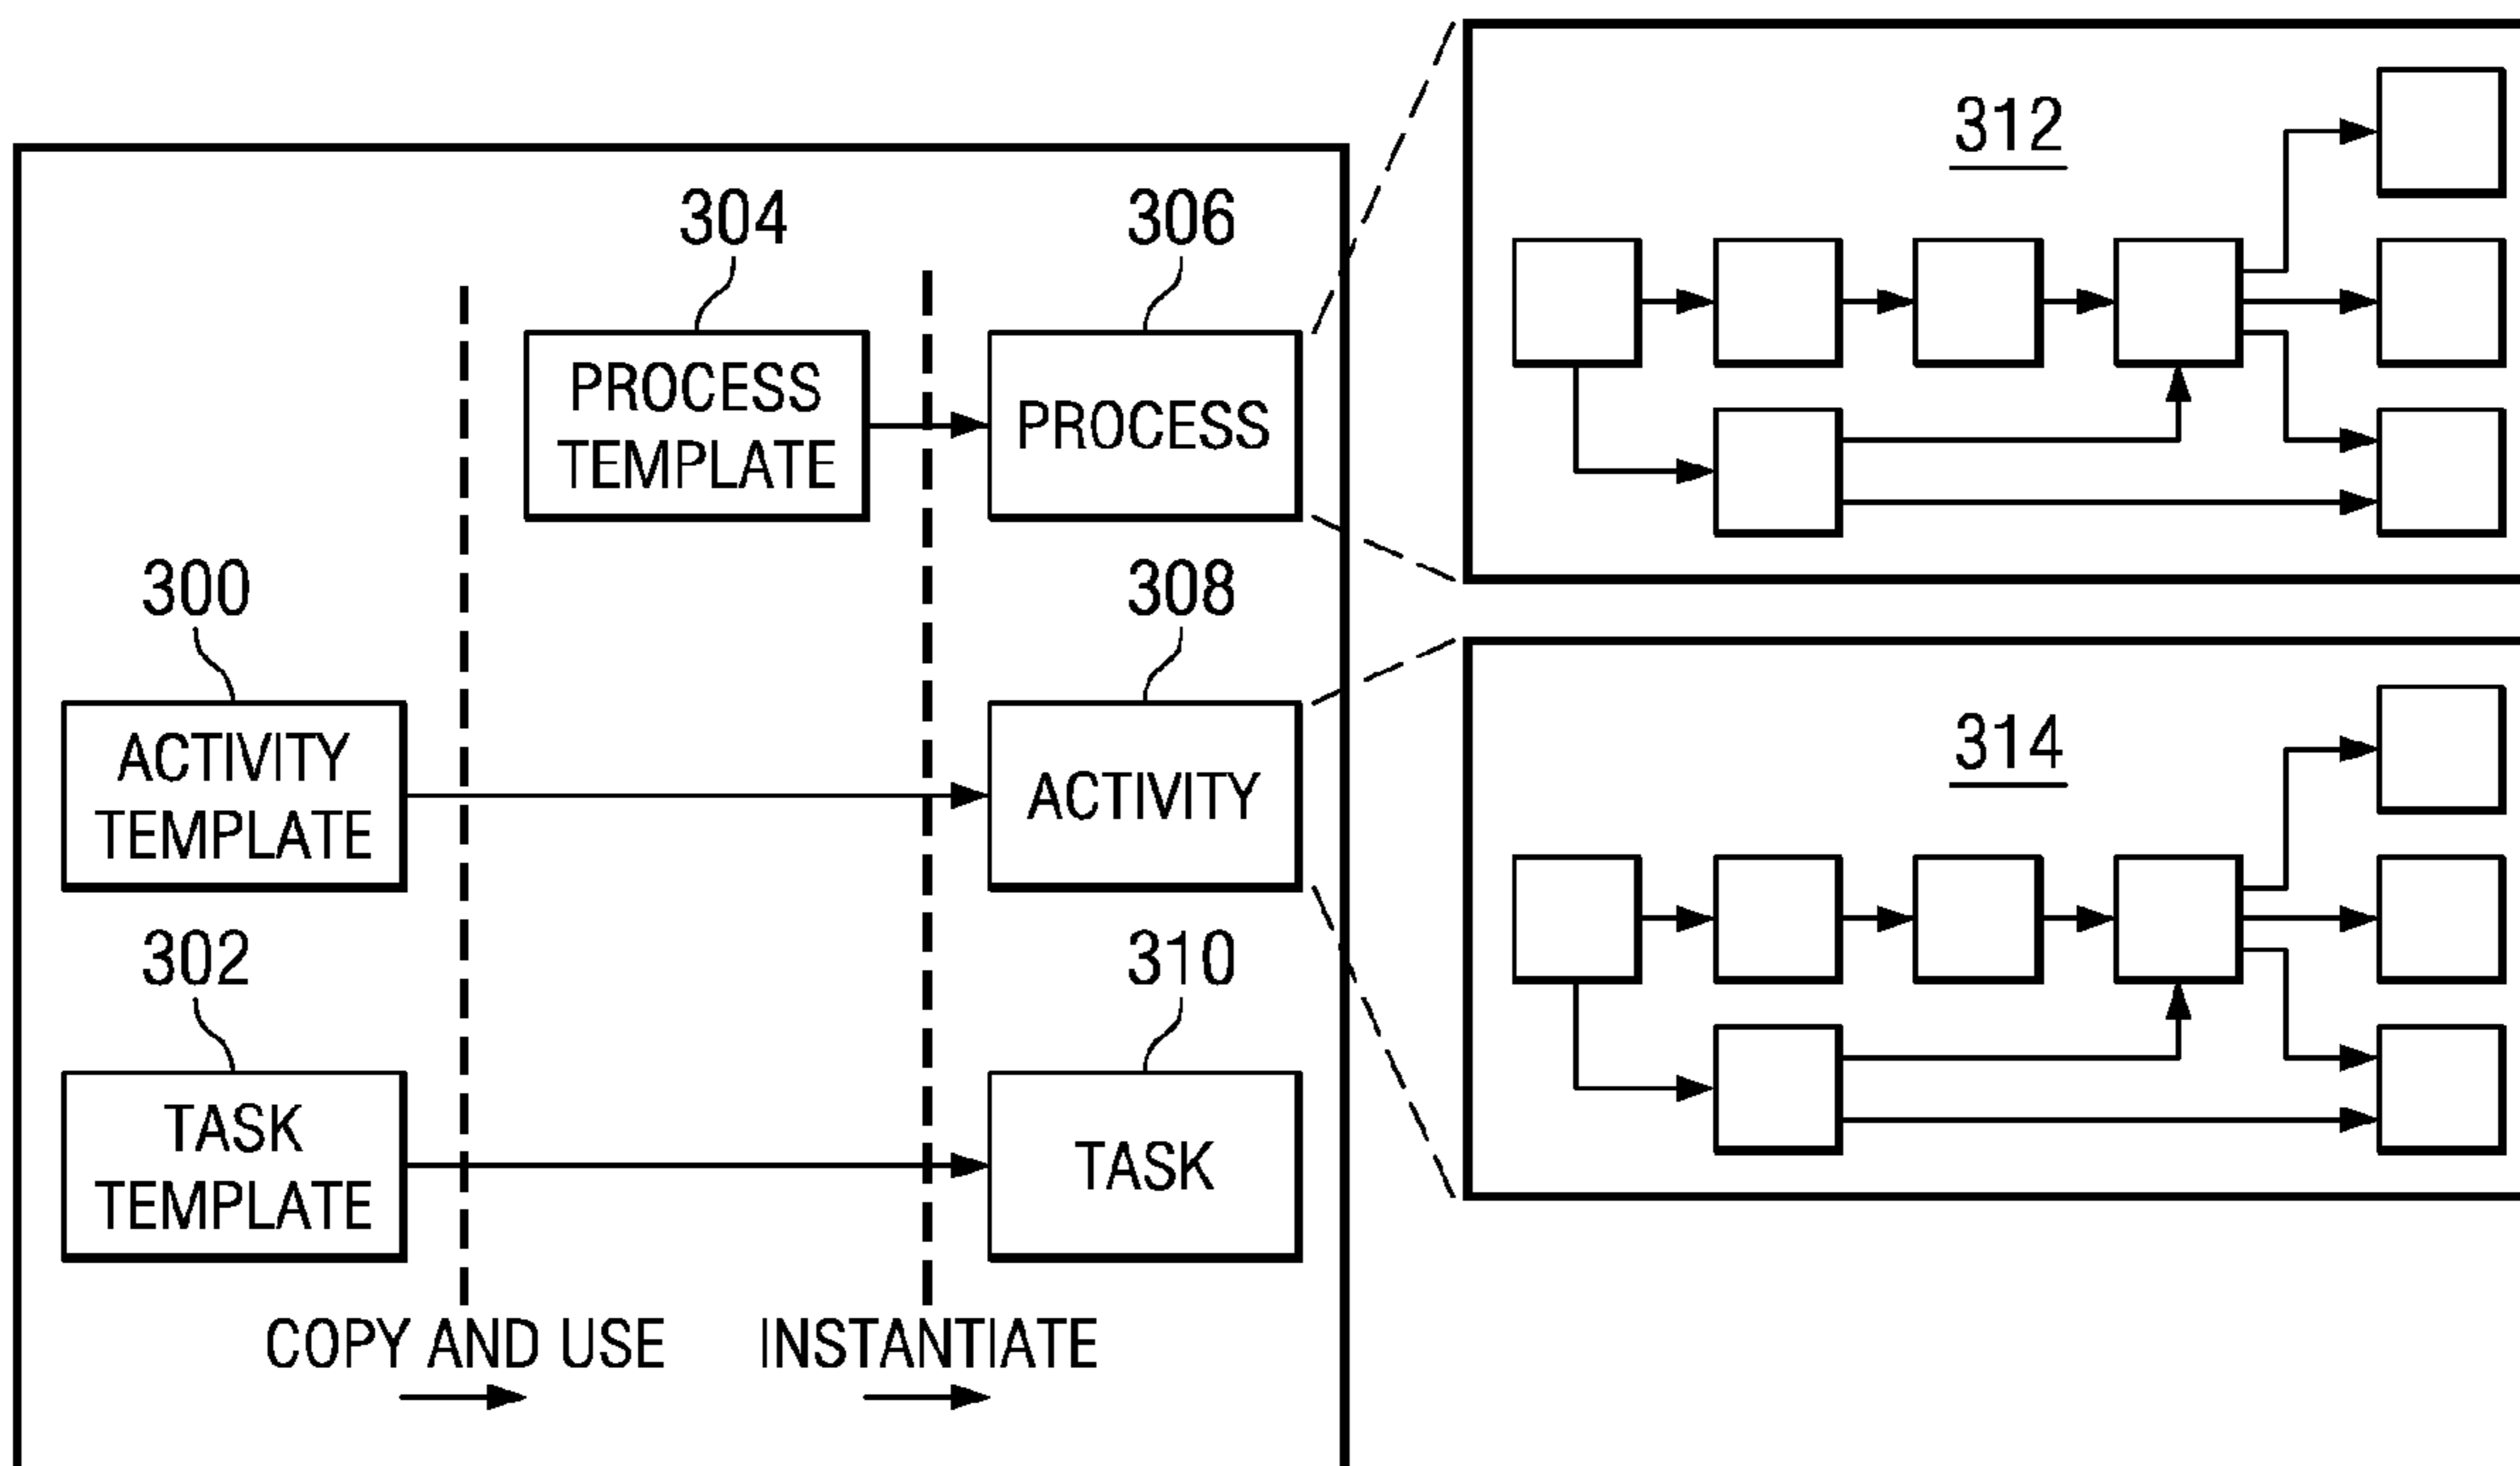 312
304
306
PROCESS
TEMPLATE
PROCESS
300
308
ACTIVITY
TEMPLATE
ACTIVITY
314
302
310
TASK
TEMPLATE
TASK
COPY AND USE
INSTANTIATE